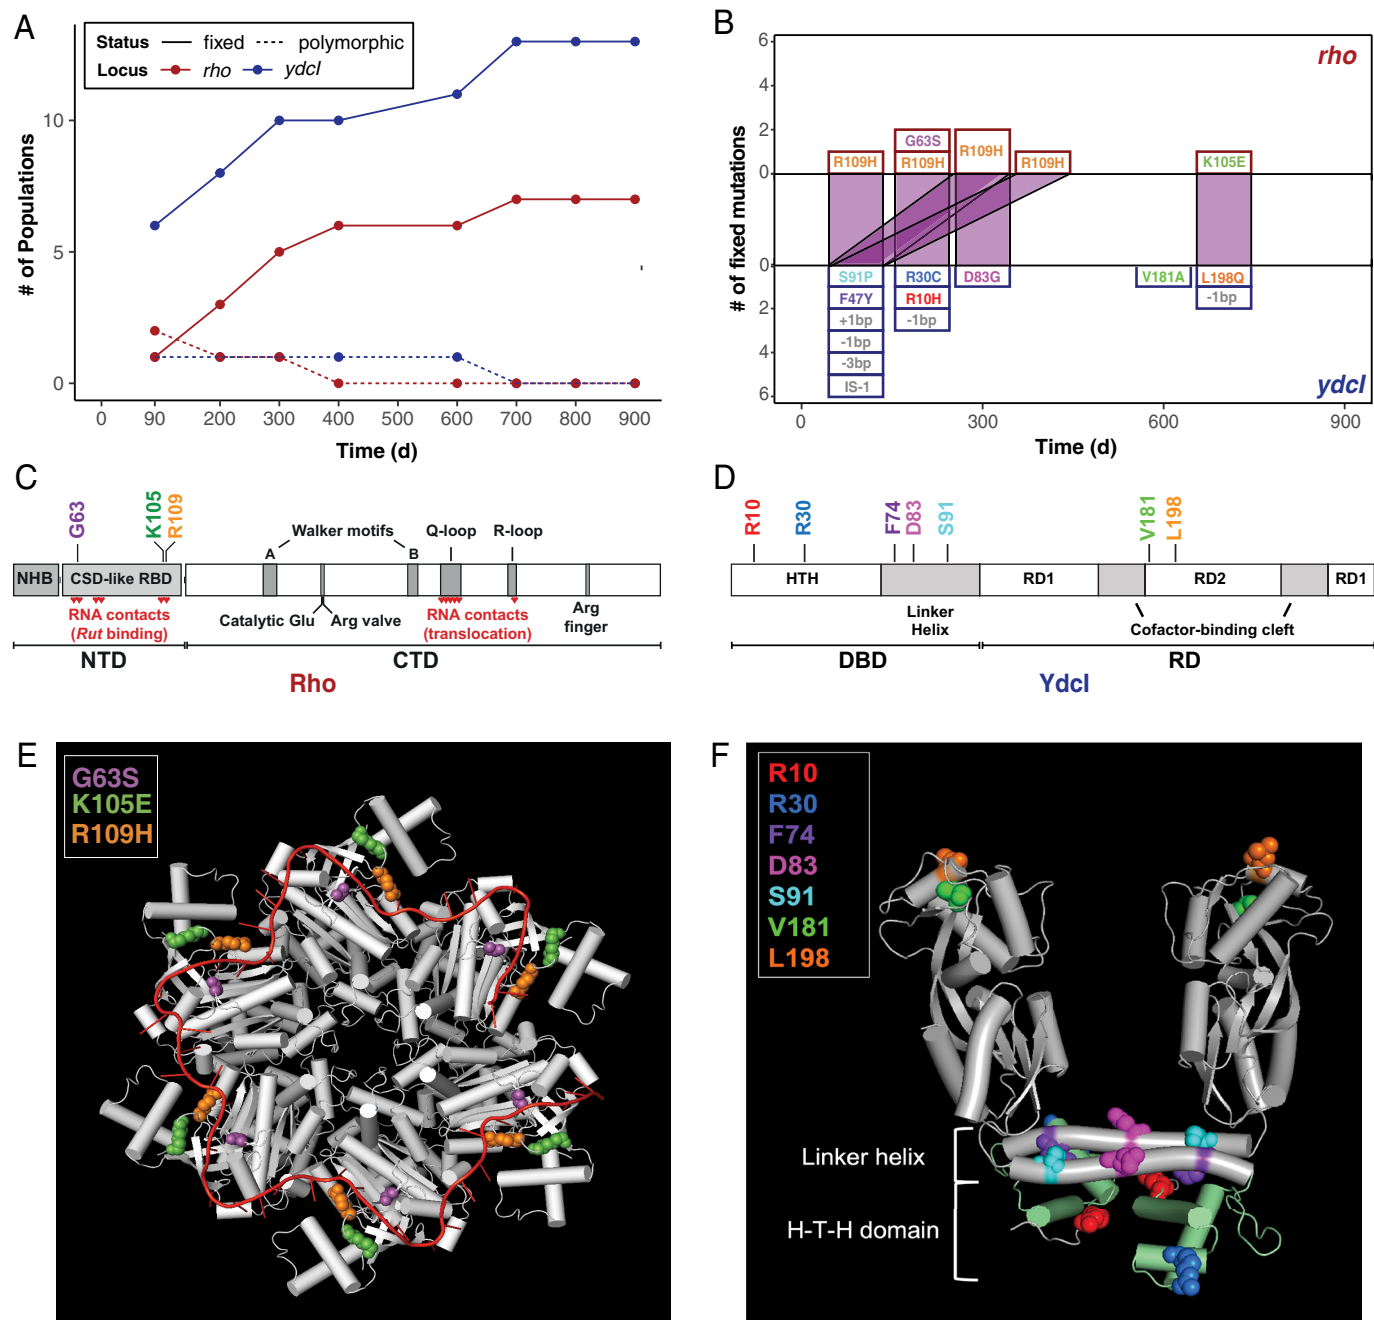 A
Status fixed polymorphic
Locus rho ydcI
# of Populations
10
5
0
0 90 200 300 400 500 600 700 800 900
Time (d)
B
rho
# of fixed mutations
6
4
2
0
G63S
R109H R109H R109H R109H K105E
0
2
4
6
S91P R30C D83G V181A L198Q
F47Y R10H -1bp
+1bp -1bp
-1bp
-3bp
IS-1
ydcI
0 300 600 900
Time (d)
C
G63 K105 R109
Walker motifs Q-loop R-loop
A B
NHB CSD-like RBD
RNA contacts
(Rut binding)
Catalytic Glu Arg valve
RNA contacts
(translocation)
Arg
finger
NTD CTD
Rho
D
R10 R30 F74 D83 S91 V181 L198
HTH RD1 RD2 RD1
Linker
Helix
Cofactor-binding cleft
DBD RD
YdcI
E
G63S
K105E
R109H
F
R10
R30
F74
D83
S91
V181
L198
Linker helix
H-T-H domain